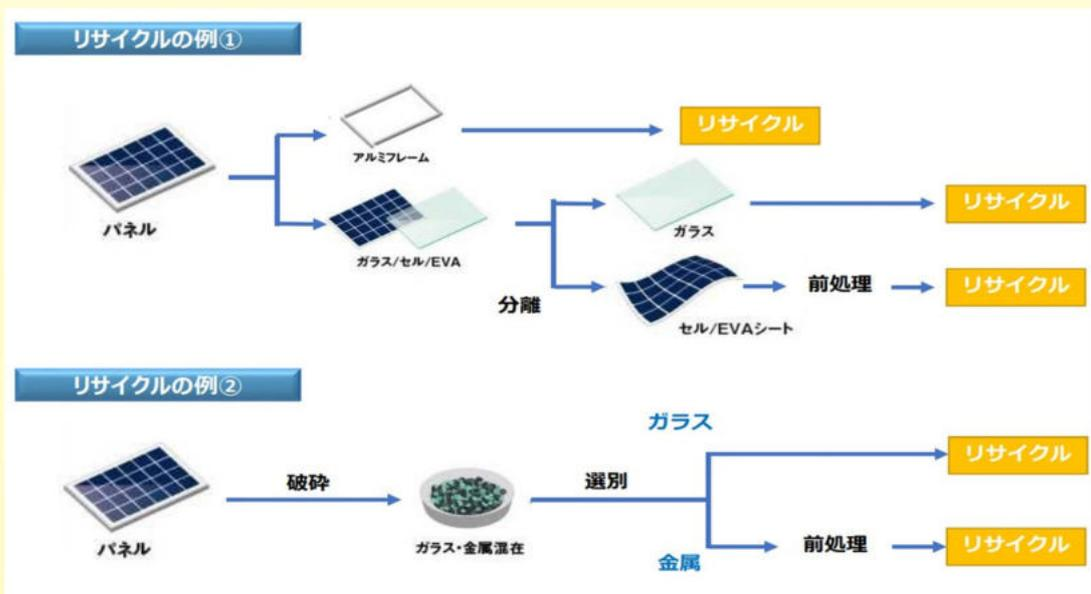 リサイクルの例①
アルミフレーム
リサイクル
パネル
ガラス/セル/EVA
ガラス
リサイクル
分離
セル/EVAシート
前処理
リサイクル
リサイクルの例②
パネル
破砕
ガラス・金属混在
選別
ガラス
リサイクル
金属
前処理
リサイクル